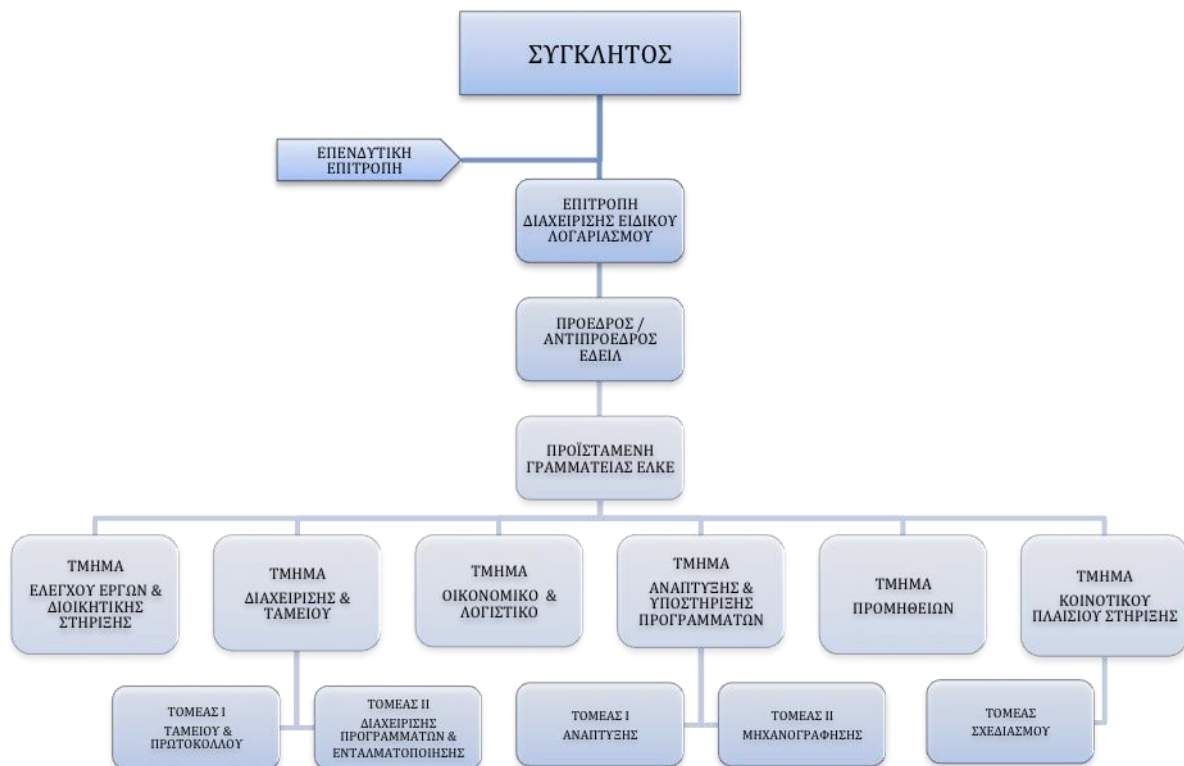 ΣΥΓΚΛΗΤΟΣ
ΕΠΕΝΔΥΤΙΚΗ
ΕΠΙΤΡΟΠΗ
ΕΠΙΤΡΟΠΗ
ΔΙΑΧΕΙΡΙΣΗΣ ΕΙΔΙΚΟΥ
ΛΟΓΑΡΙΑΣΜΟΥ
ΠΡΟΕΔΡΟΣ /
ΑΝΤΙΠΡΟΕΔΡΟΣ
ΕΔΕΙΛ
ΠΡΟΪΣΤΑΜΕΝΗ
ΓΡΑΜΜΑΤΕΙΑΣ ΕΛΚΕ
ΤΜΗΜΑ
ΕΛΕΓΧΟΥ ΕΡΓΩΝ &
ΔΙΟΙΚΗΤΙΚΗΣ
ΣΤΗΡΙΞΗΣ
ΤΜΗΜΑ
ΔΙΑΧΕΙΡΙΣΗΣ &
ΤΑΜΕΙΟΥ
ΤΜΗΜΑ
ΟΙΚΟΝΟΜΙΚΟ &
ΛΟΓΙΣΤΙΚΟ
ΤΜΗΜΑ
ΑΝΑΠΤΥΞΗΣ &
ΥΠΟΣΤΗΡΙΞΗΣ
ΠΡΟΓΡΑΜΜΑΤΩΝ
ΤΜΗΜΑ
ΠΡΟΜΗΘΕΙΩΝ
ΤΜΗΜΑ
ΚΟΙΝΟΤΙΚΟΥ
ΠΛΑΙΣΙΟΥ ΣΤΗΡΙΞΗΣ
ΤΟΜΕΑΣ Ι
ΤΑΜΕΙΟΥ &
ΠΡΩΤΟΚΟΛΛΟΥ
ΤΟΜΕΑΣ ΙΙ
ΔΙΑΧΕΙΡΙΣΗΣ
ΠΡΟΓΡΑΜΜΑΤΩΝ &
ΕΝΤΑΛΜΑΤΟΠΟΙΗΣΗΣ
ΤΟΜΕΑΣ Ι
ΑΝΑΠΤΥΞΗΣ
ΤΟΜΕΑΣ ΙΙ
ΜΗΧΑΝΟΓΡΑΦΗΣΗΣ
ΤΟΜΕΑΣ
ΣΧΕΔΙΑΣΜΟΥ